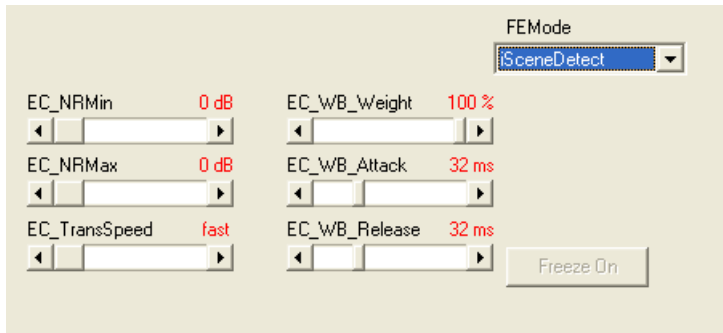 FEMode
iSceneDetect
EC_NRMin 0 dB EC_WB_Weight 100 %
EC_NRMax 0 dB EC_WB_Attack 32 ms
EC_TransSpeed fast EC_WB_Release 32 ms
Freeze On